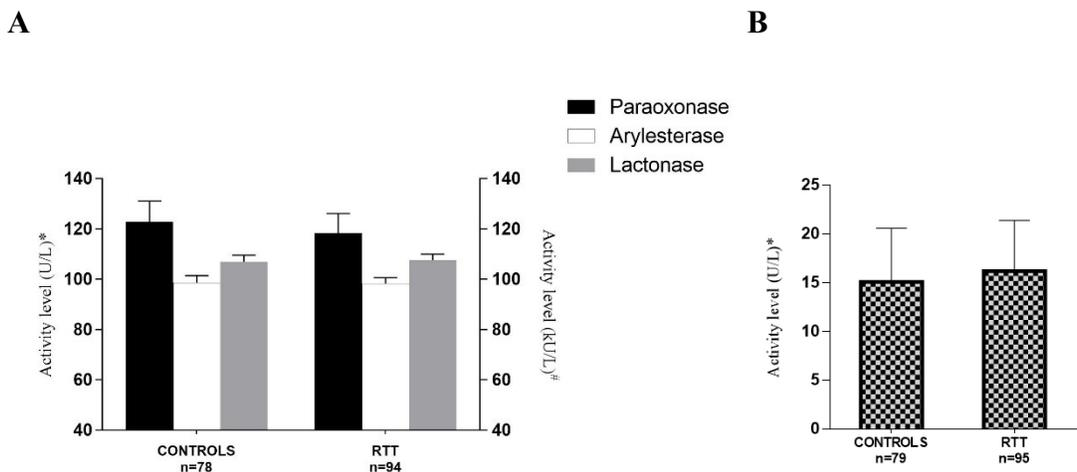 A
B
Paraoxonase
Arylesterase
Lactonase
Activity level (U/L)*
140
120
100
80
60
40
140
120
100
80
60
40
Activity level (kU/L)#
CONTROLS
n=78
RTT
n=94
Activity level (U/L)*
25
20
15
10
5
0
CONTROLS
n=79
RTT
n=95